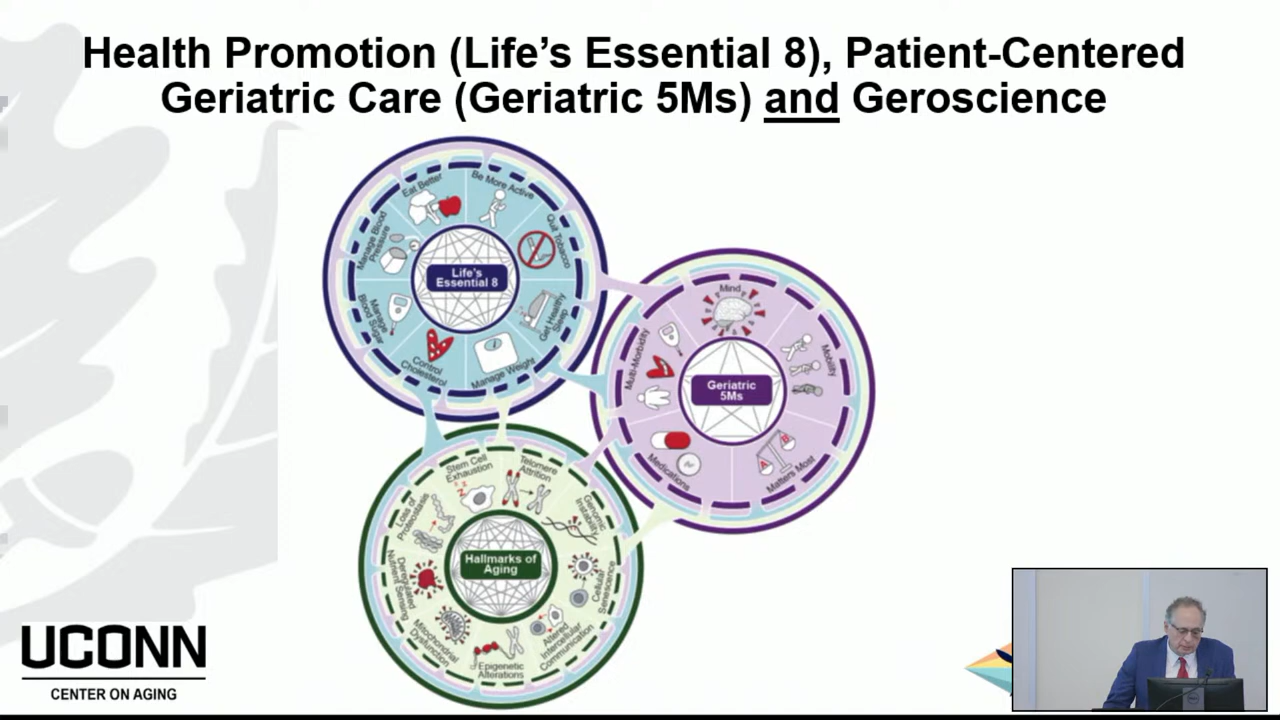 Health Promotion (Life's Essential 8), Patient-Centered
Geriatric Care (Geriatric 5Ms) and Geroscience
Eat Better
Be More Active
Quit Tobacco
Get Healthy
Sleep
Manage Weight
Control
Cholesterol
Manage
Blood Sugar
Manage Blood
Pressure
Life's
Essential 8
Mind
Mobility
Matters Most
Medications
Multi-Morbidity
Geriatric
5Ms
Stem Cell
Exhaustion
Telomere
Attrition
Genomic
Instability
Cellular
Senescence
Altered
Intercellular
Communication
Epigenetic
Alterations
Mitochondrial
Dysfunction
Deregulated
Nutrient Sensing
Loss of
Proteostasis
Hallmarks of
Aging
UCONN
CENTER ON AGING